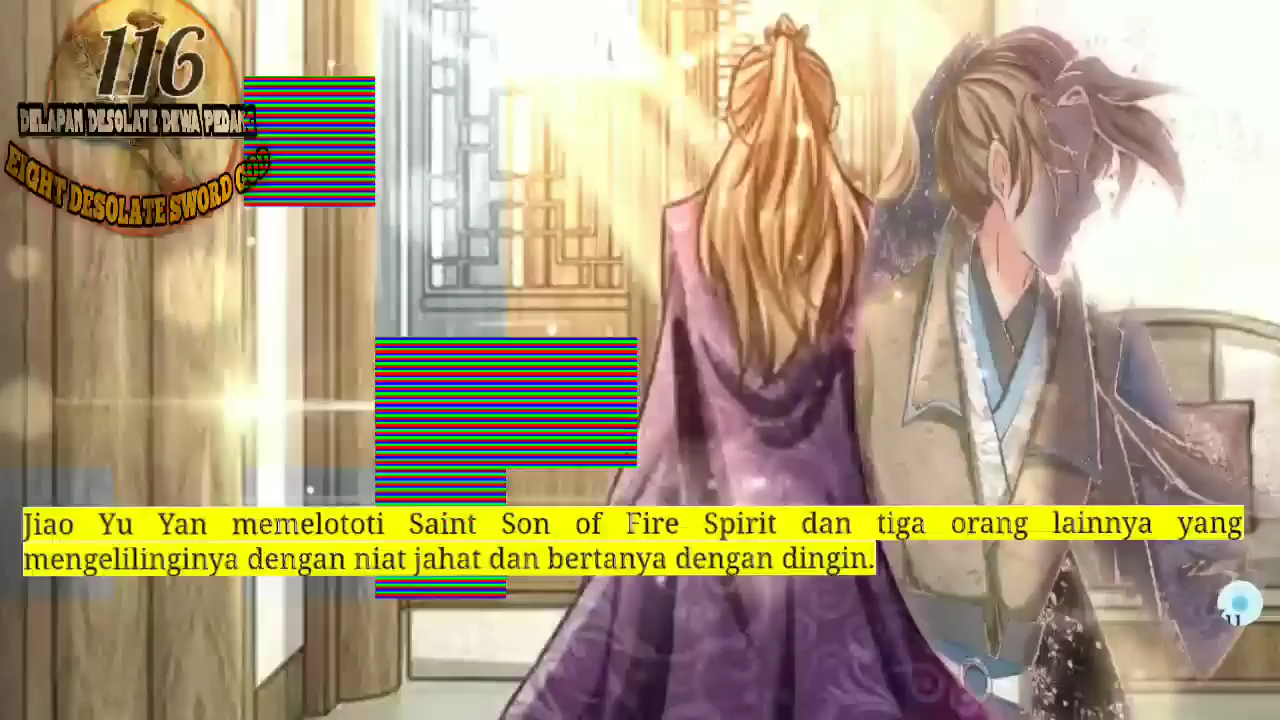 116
DELAPAN DESOLATE DEWA PEDANG
EIGHT DESOLATE SWORD GOD
Jiao Yu Yan memelototi Saint Son of Fire Spirit dan tiga orang lainnya yang
mengelilinginya dengan niat jahat dan bertanya dengan dingin.